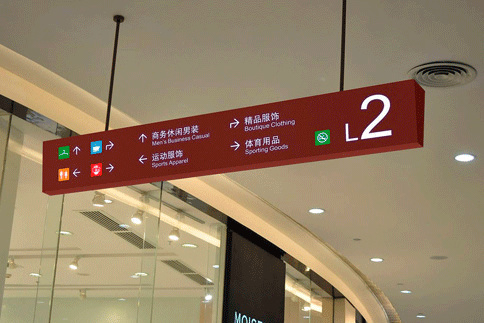 商务休闲男装
Men's Business Casual
运动服饰
Sports Apparel
精品服饰
Boutique Clothing
体育用品
Sporting Goods
L2